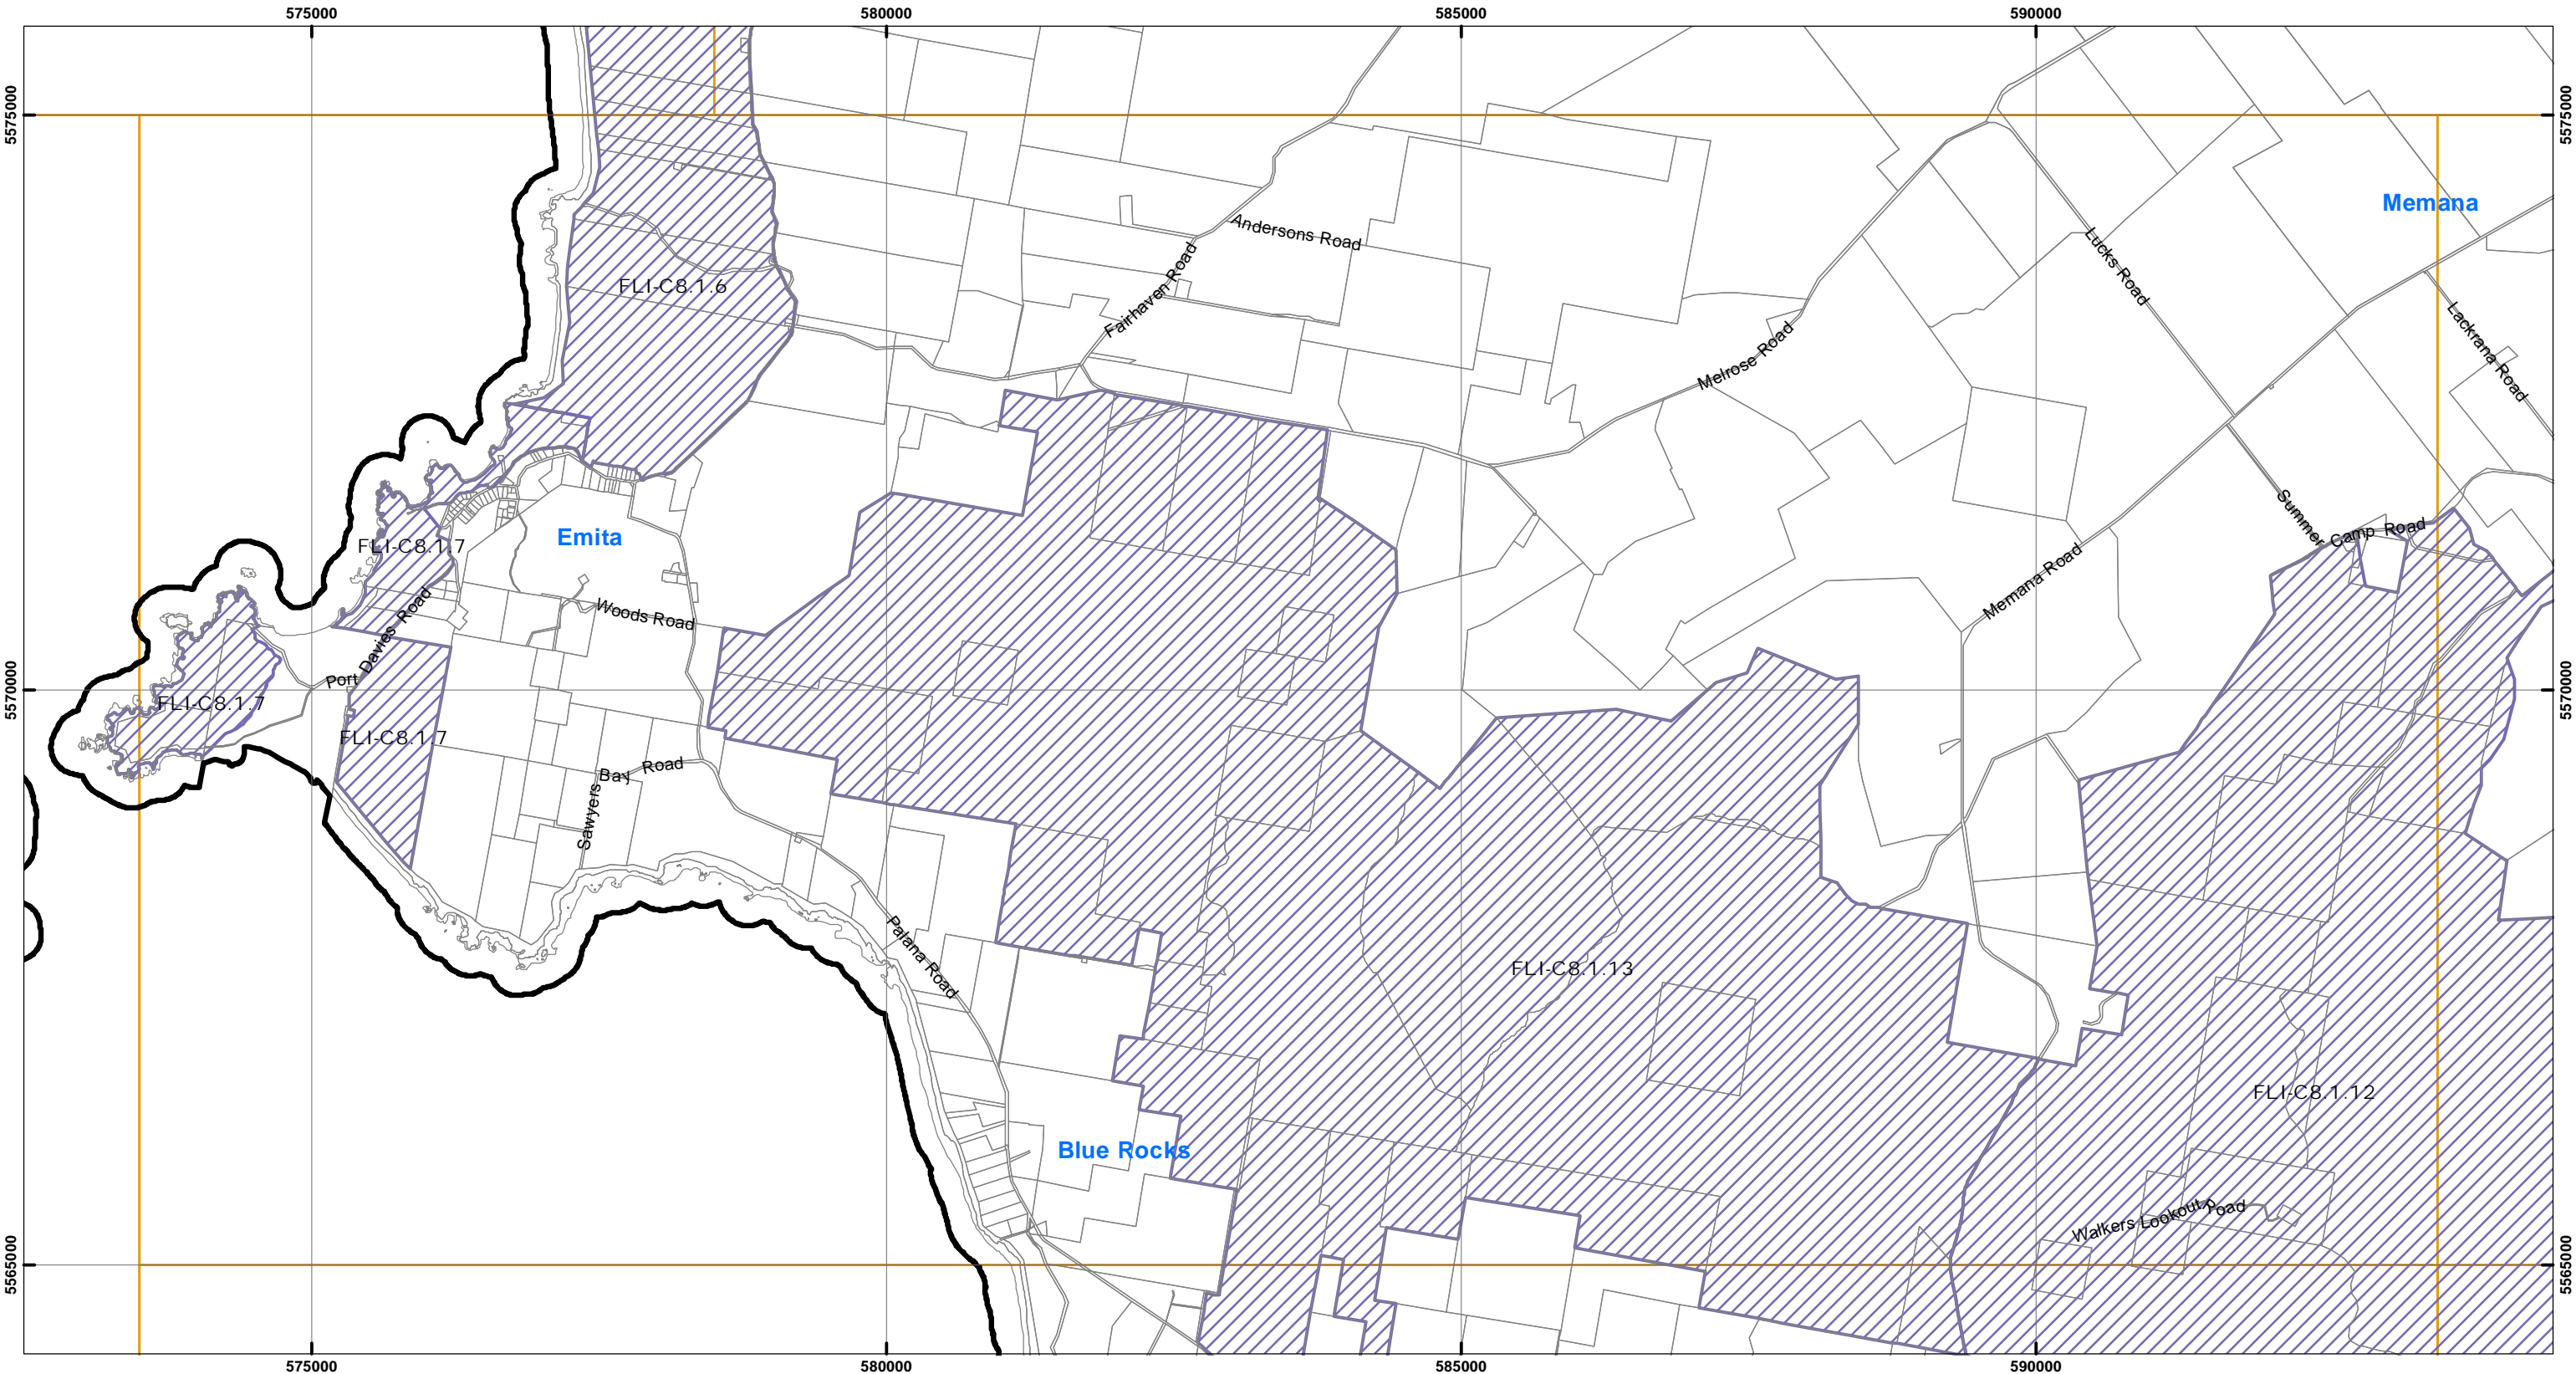 575000
580000
585000
590000
5575000
5575000
Memana
Andersons Road
Lucks Road
Fairhaven Road
FLI-C8.1.6
Melrose Road
Lackrana Road
Emita
Summer Camp Road
FLI-C8.1.7
Memana Road
Woods Road
Port Davies Road
5570000
5570000
FLI-C8.1.7
FLI-C8.1.7
Sawyers Bay Road
Palana Road
FLI-C8.1.13
FLI-C8.1.12
Blue Rocks
Walkers Lookout Road
5565000
5565000
575000
580000
585000
590000